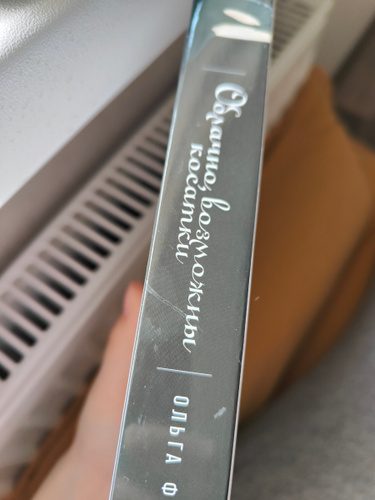 Облачно, возможны
косатки
ОЛЬГА Ф